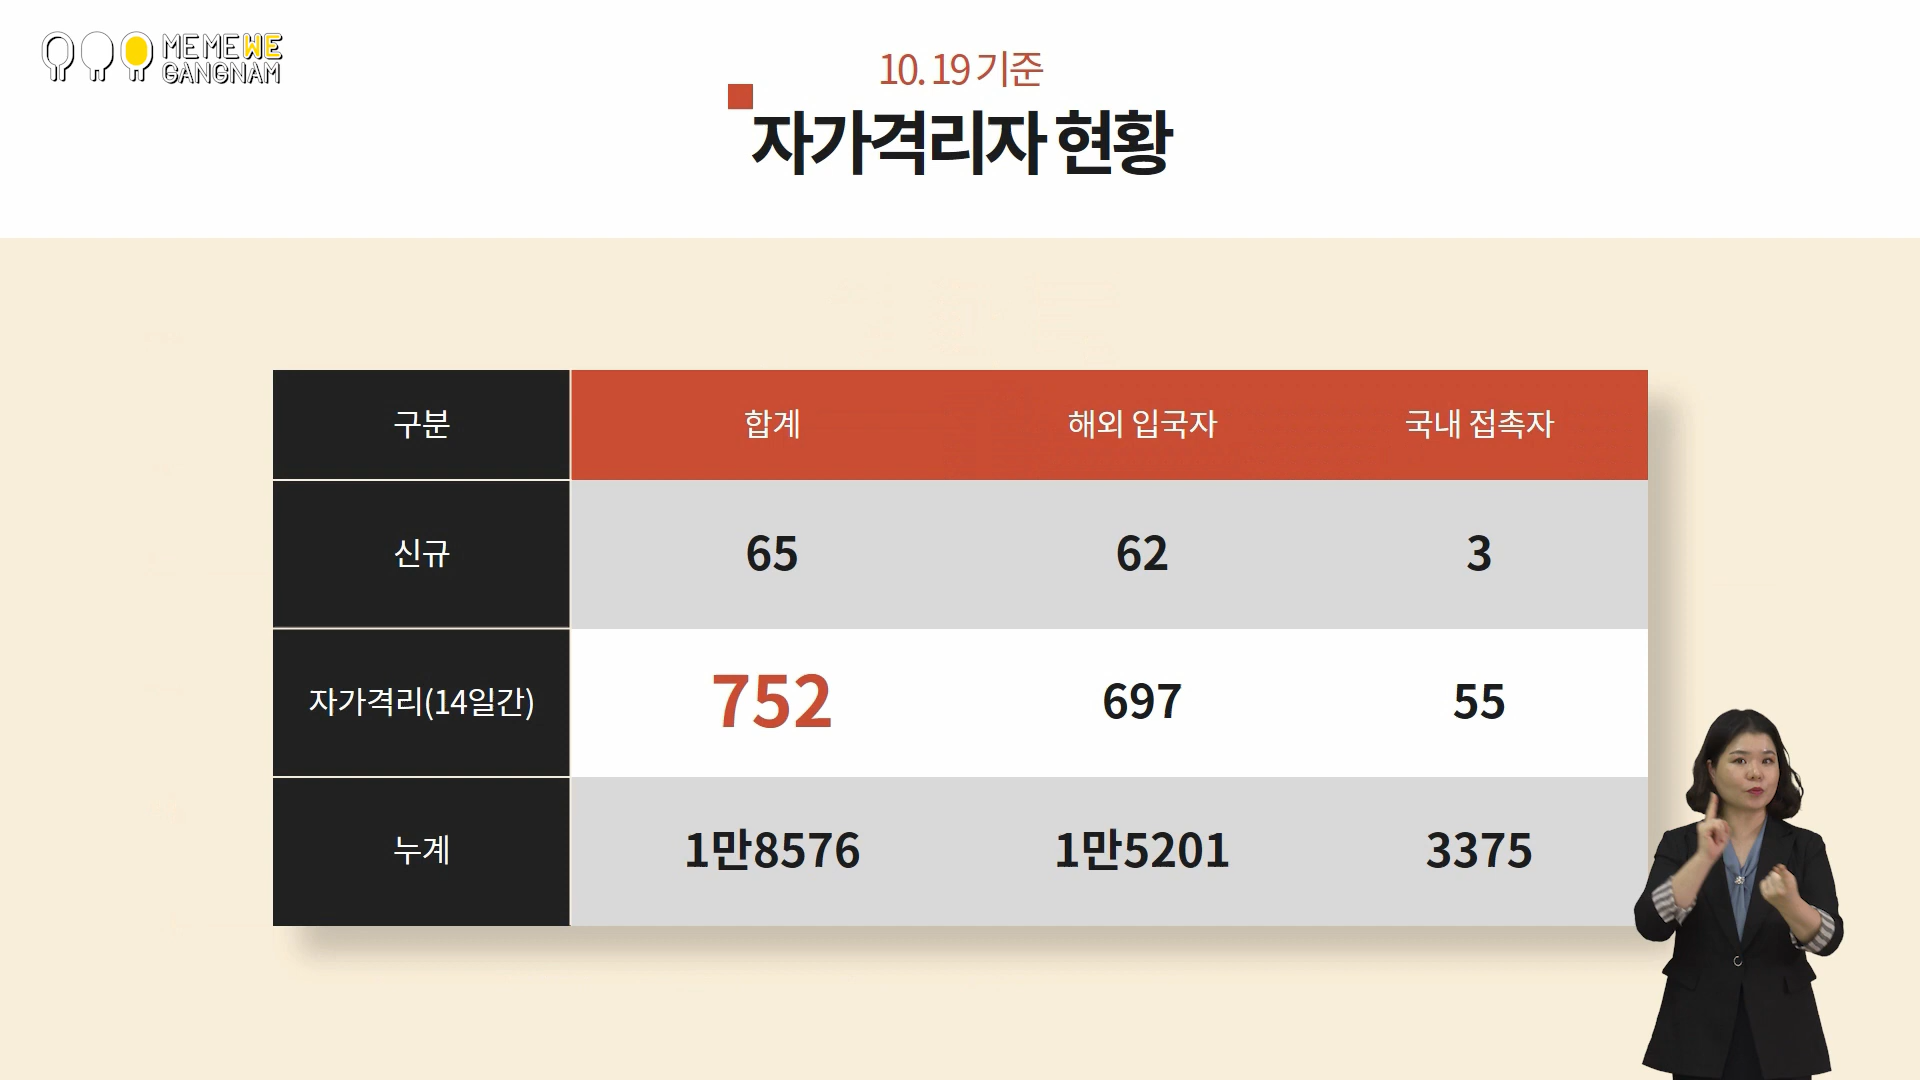 MEMEWE
GANGNAM
10. 19 기준
자가격리자 현황
구분 합계 해외 입국자 국내 접촉자
신규 65 62 3
자가격리(14일간) 752 697 55
누계 1만8576 1만5201 3375